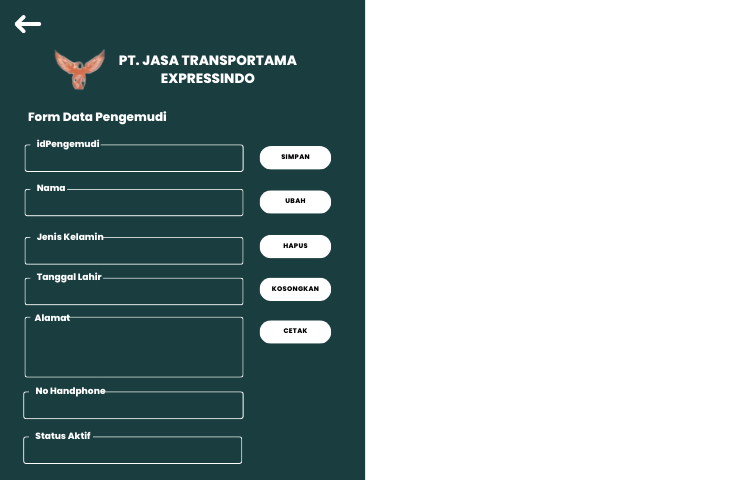 PT. JASA TRANSPORTAMA
EXPRESSINDO
Form Data Pengemudi
idPengemudi
SIMPAN
Nama
UBAH
Jenis Kelamin
HAPUS
Tanggal Lahir
KOSONGKAN
Alamat
CETAK
No Handphone
Status Aktif